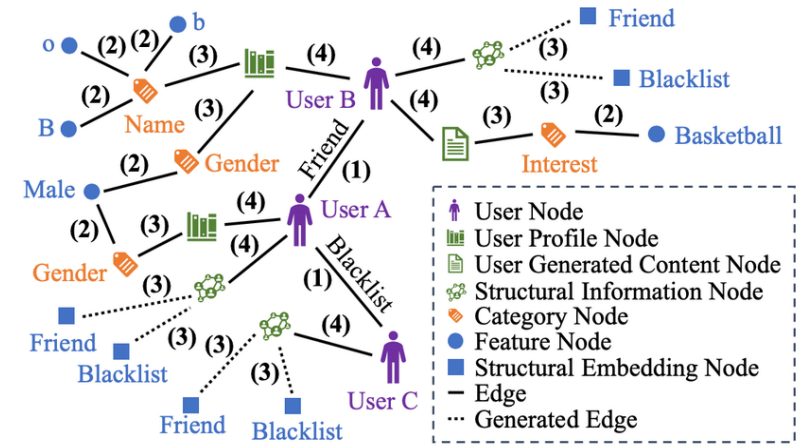 b
Friend
o
(2)
(2)
(3)
(4)
(4)
(3)
User B
Blacklist
(2)
(3)
(4)
(3)
B
Name
(3)
(2)
Basketball
(2)
Gender
Friend
Interest
Male
(1)
(4)
User A
(2)
(3)
(4)
Gender
(3)
(1)
Blacklist
Friend
(3)
(3)
(4)
Blacklist
(3)
User C
Friend
Blacklist
User Node
User Profile Node
User Generated Content Node
Structural Information Node
Category Node
Feature Node
Structural Embedding Node
Edge
Generated Edge